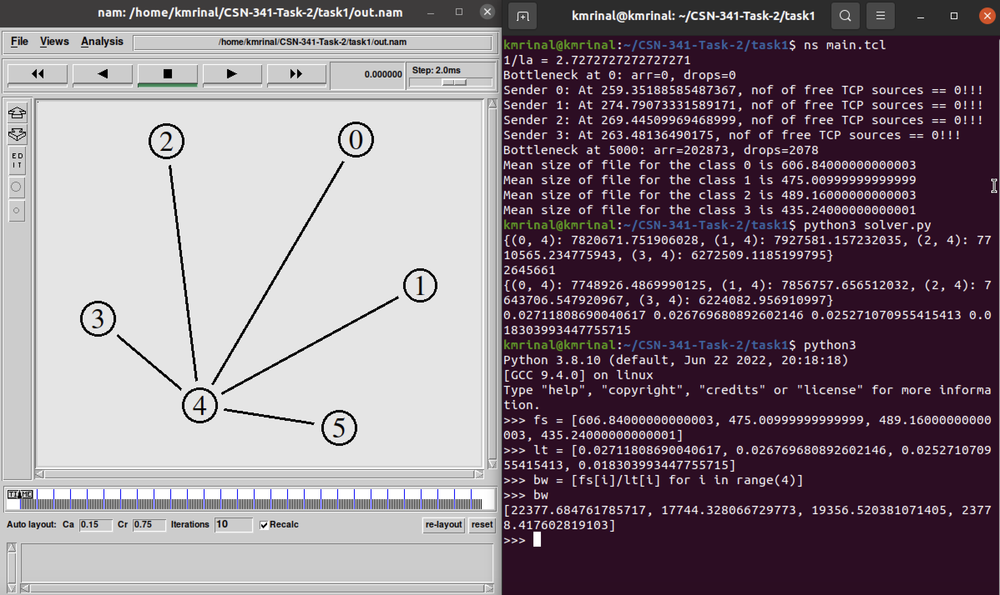 nam: /home/kmrinal/CSN-341-Task-2/task1/out.nam
File Views Analysis /home/kmrinal/CSN-341-Task-2/task1/out.nam
0.000000 Step: 2.0ms
ED
IT
2
0
1
3
4
5
TIME
Auto layout: Ca 0.15 Cr 0.75 Iterations 10 Recalc re-layout reset
kmrinal@kmrinal: ~/CSN-341-Task-2/task1
kmrinal@kmrinal:~/CSN-341-Task-2/task1$ ns main.tcl
1/la = 2.7272727272727271
Bottleneck at 0: arr=0, drops=0
Sender 0: At 259.35188585487367, nof of free TCP sources == 0!!!
Sender 1: At 274.79073331589171, nof of free TCP sources == 0!!!
Sender 2: At 269.44509969468999, nof of free TCP sources == 0!!!
Sender 3: At 263.48136490175, nof of free TCP sources == 0!!!
Bottleneck at 5000: arr=202873, drops=2078
Mean size of file for the class 0 is 606.84000000000003
Mean size of file for the class 1 is 475.00999999999999
Mean size of file for the class 2 is 489.16000000000003
Mean size of file for the class 3 is 435.24000000000001
kmrinal@kmrinal:~/CSN-341-Task-2/task1$ python3 solver.py
{(0, 4): 7820671.751906028, (1, 4): 7927581.157232035, (2, 4): 77
10565.234775943, (3, 4): 6272509.1185199795}
2645661
{(0, 4): 7748926.4869990125, (1, 4): 7856757.656512032, (2, 4): 7
643706.547920967, (3, 4): 6224082.956910997}
0.02711808690040617 0.026769680892602146 0.025271070955415413 0.0
18303993447755715
kmrinal@kmrinal:~/CSN-341-Task-2/task1$ python3
Python 3.8.10 (default, Jun 22 2022, 20:18:18)
[GCC 9.4.0] on linux
Type "help", "copyright", "credits" or "license" for more informa
tion.
>>> fs = [606.84000000000003, 475.00999999999999, 489.16000000000
003, 435.24000000000001]
>>> lt = [0.02711808690040617, 0.026769680892602146, 0.0252710709
55415413, 0.018303993447755715]
>>> bw = [fs[i]/lt[i] for i in range(4)]
>>> bw
[22377.684761785717, 17744.328066729773, 19356.520381071405, 2377
8.417602819103]
>>>